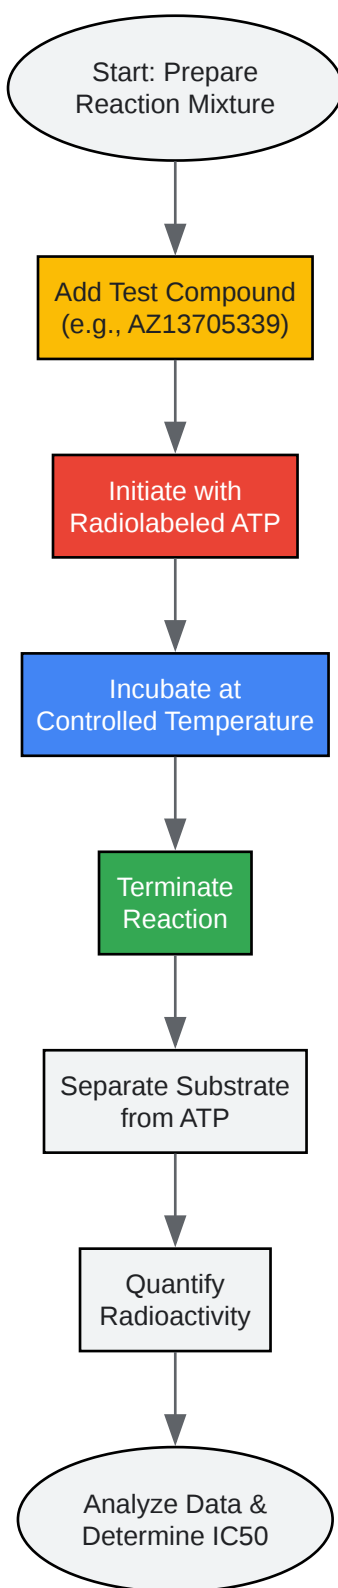 Start: Prepare
Reaction Mixture
Add Test Compound
(e.g., AZ13705339)
Initiate with
Radiolabeled ATP
Incubate at
Controlled Temperature
Terminate
Reaction
Separate Substrate
from ATP
Quantify
Radioactivity
Analyze Data &
Determine IC50